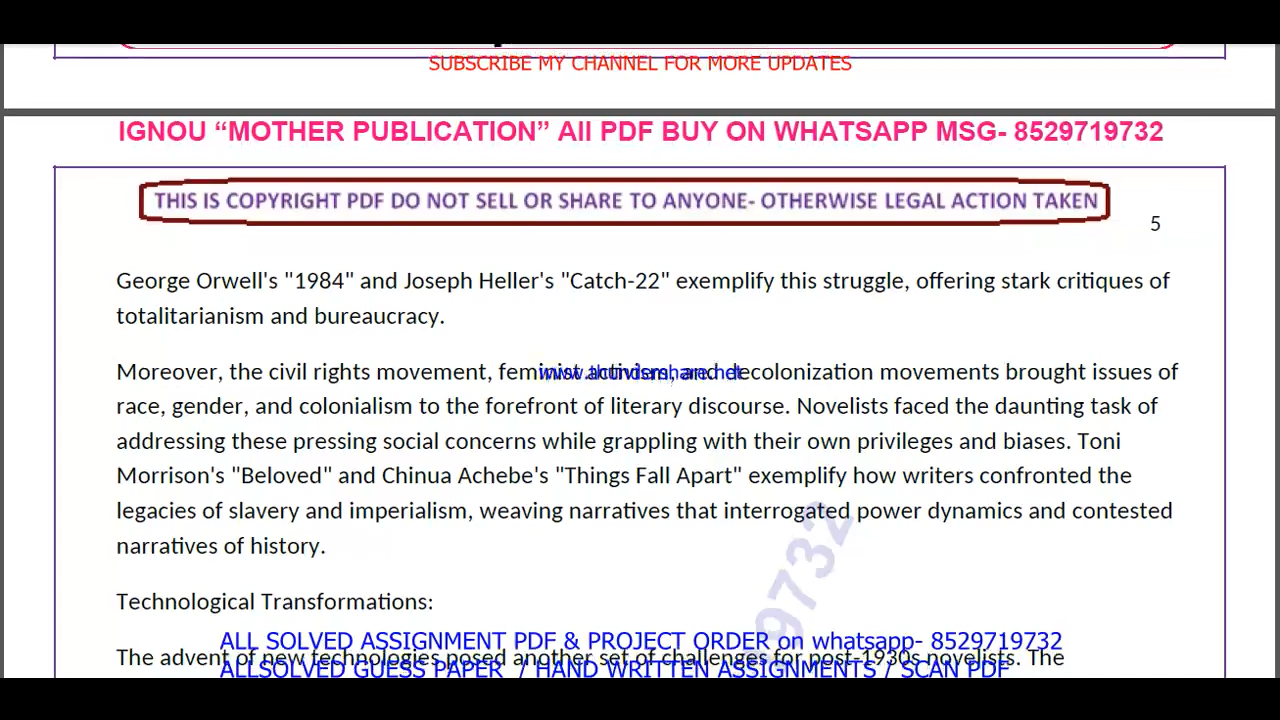 SUBSCRIBE MY CHANNEL FOR MORE UPDATES
IGNOU “MOTHER PUBLICATION” All PDF BUY ON WHATSAPP MSG- 8529719732
THIS IS COPYRIGHT PDF DO NOT SELL OR SHARE TO ANYONE- OTHERWISE LEGAL ACTION TAKEN
5
George Orwell's "1984" and Joseph Heller's "Catch-22" exemplify this struggle, offering stark critiques of
totalitarianism and bureaucracy.
Moreover, the civil rights movement, feminist activism, and decolonization movements brought issues of
www.thundershare.net
race, gender, and colonialism to the forefront of literary discourse. Novelists faced the daunting task of
addressing these pressing social concerns while grappling with their own privileges and biases. Toni
Morrison's "Beloved" and Chinua Achebe's "Things Fall Apart" exemplify how writers confronted the
legacies of slavery and imperialism, weaving narratives that interrogated power dynamics and contested
narratives of history.
9732
Technological Transformations:
ALL SOLVED ASSIGNMENT PDF & PROJECT ORDER on whatsapp- 8529719732
The advent of new technologies posed another set of challenges for post-1930s novelists. The
ALLSOLVED GUESS PAPER / HAND WRITTEN ASSIGNMENTS / SCAN PDF